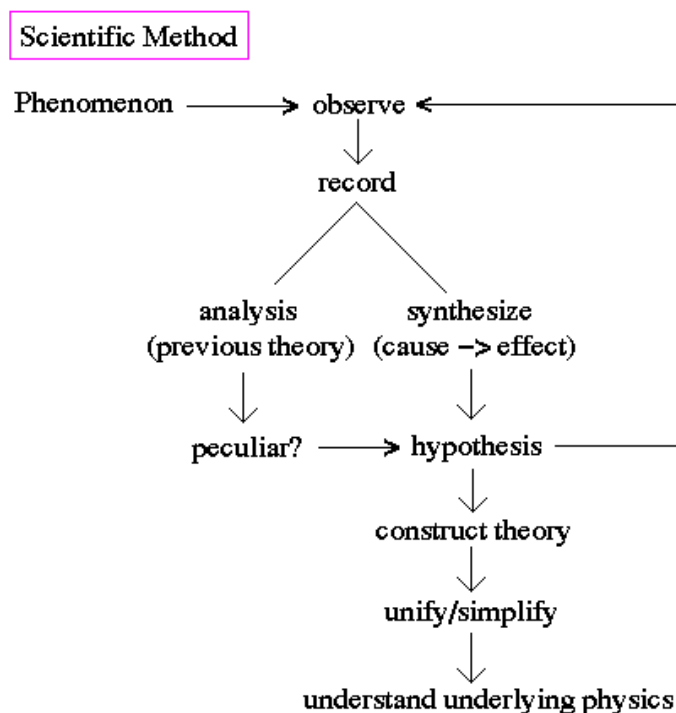 Scientific Method
Phenomenon observe
record
analysis synthesize
(previous theory) (cause -> effect)
peculiar? hypothesis
construct theory
unify/simplify
understand underlying physics